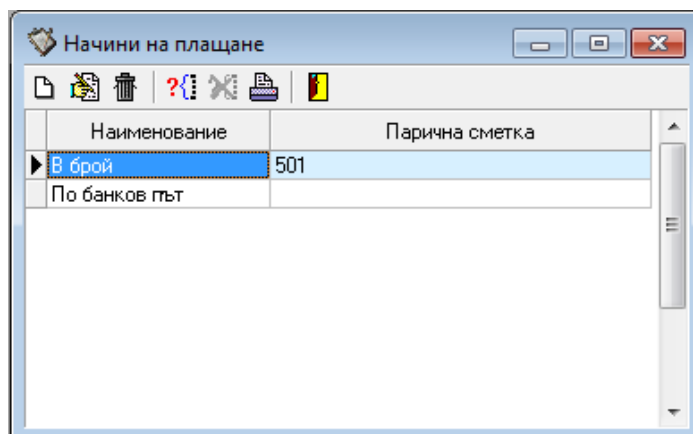 Начини на плащане
Наименование Парична сметка
В брой 501
По банков път